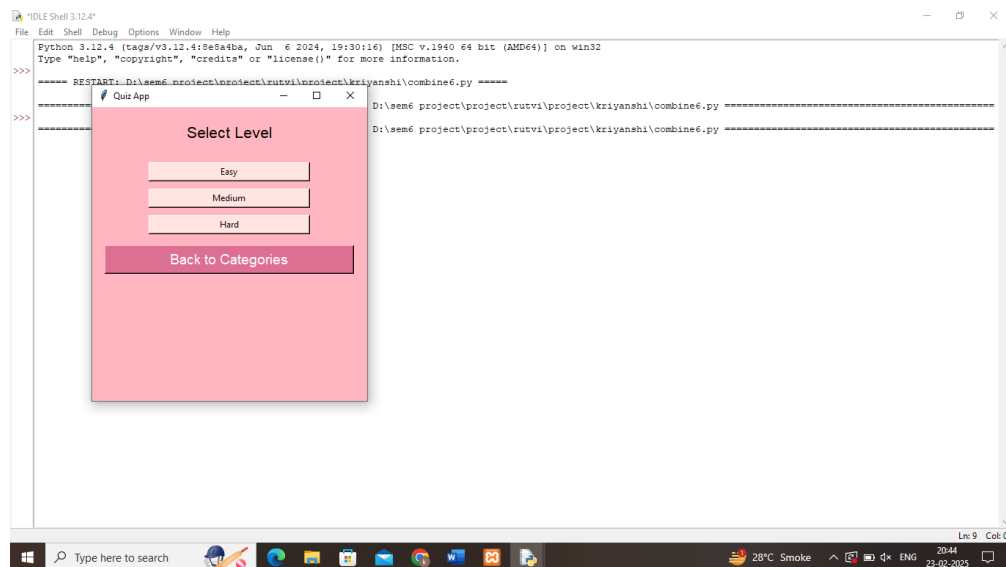 *IDLE Shell 3.12.4*
File Edit Shell Debug Options Window Help
Python 3.12.4 (tags/v3.12.4:8e8a4ba, Jun 6 2024, 19:30:16) [MSC v.1940 64 bit (AMD64)] on win32
Type "help", "copyright", "credits" or "license()" for more information.
>>>
===== RESTART: D:\sem6 project\project\rutvi\project\kriyanshi\combine6.py =====
Quiz App
========== D:\sem6 project\project\rutvi\project\kriyanshi\combine6.py ==============================================
>>>
========== D:\sem6 project\project\rutvi\project\kriyanshi\combine6.py ==============================================
Select Level
Easy
Medium
Hard
Back to Categories
Ln: 9 Col: 0
Type here to search
28°C Smoke
ENG
20:44
23-02-2025